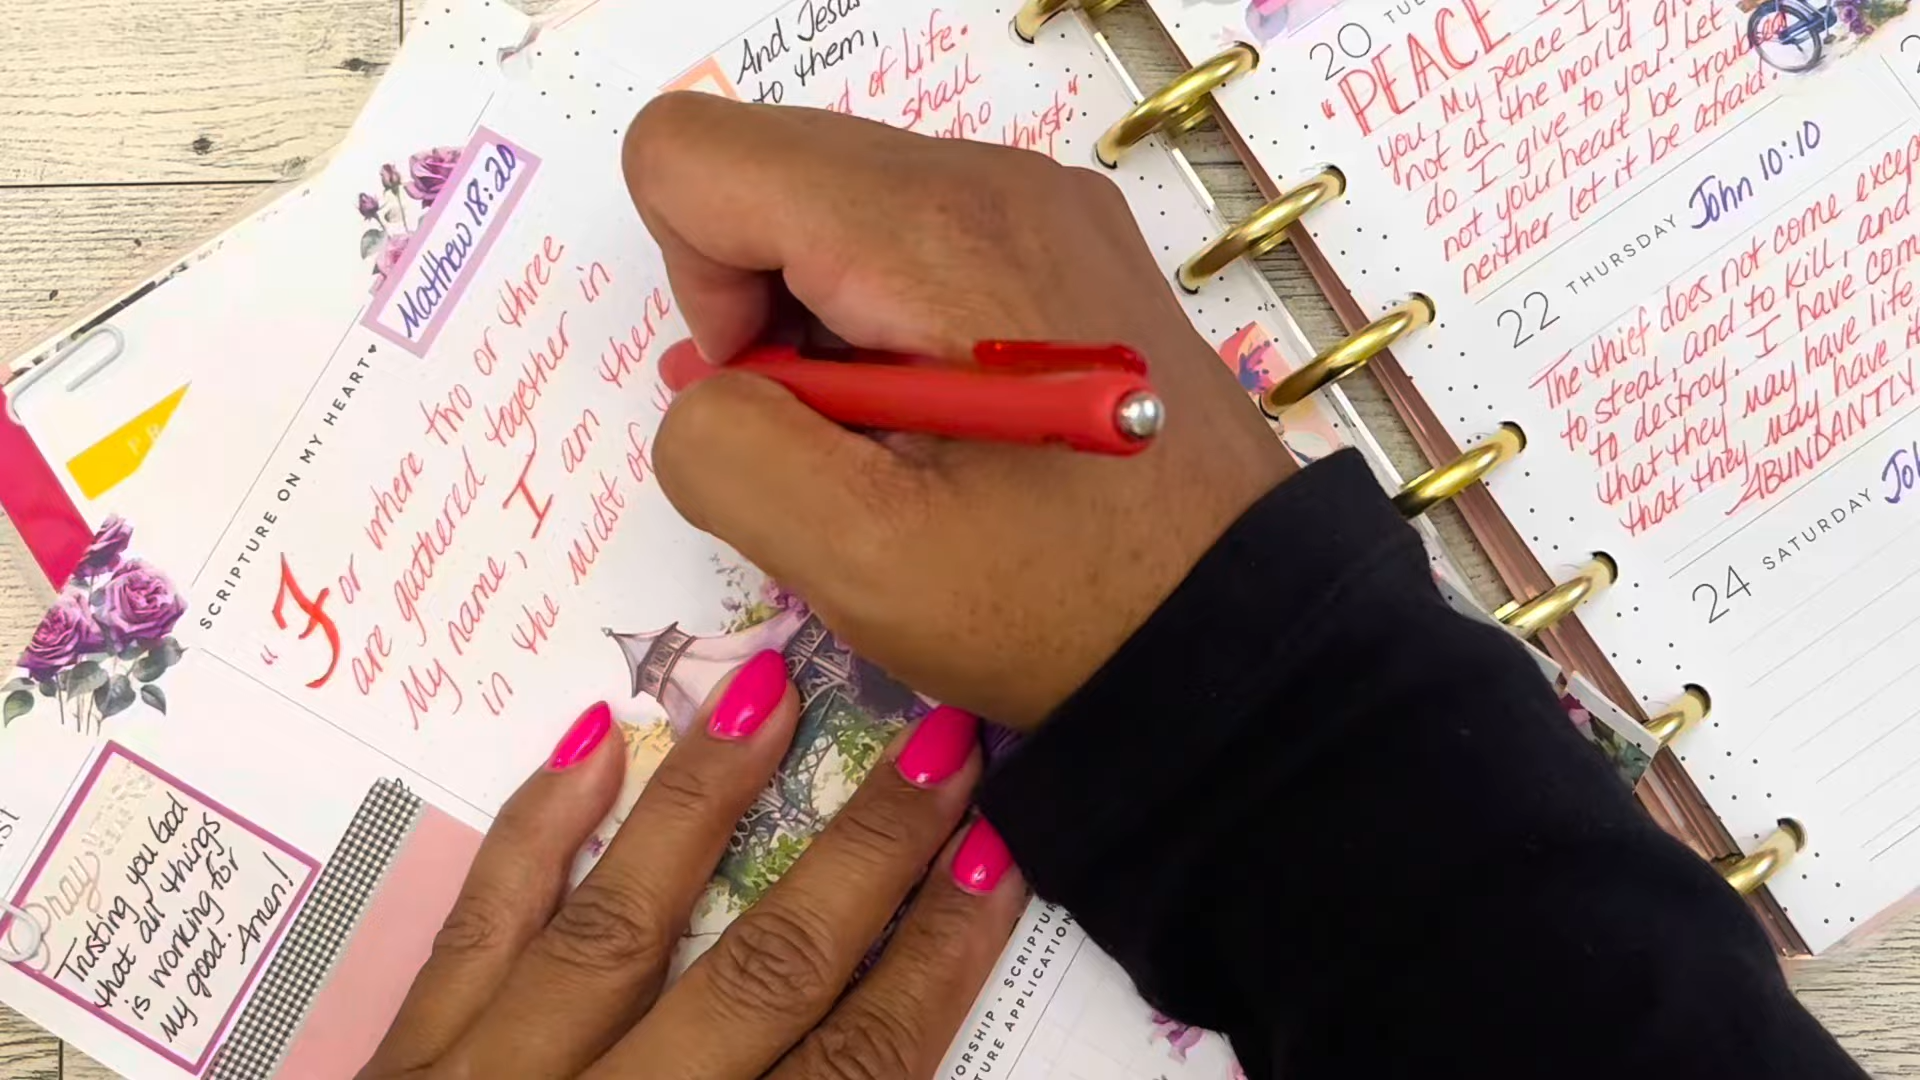 And Jesus
to them,
of Life.
shall
who
thirst."
Matthew 18:20
SCRIPTURE ON MY HEART
"For where two or three
are gathered together in
My name, I am there
in the midst of
Trusting you God
that all things
is working for
my good.
Amen!
WORSHIP • SCRIPTURE
APPLICATION
20
"PEACE I
you, My peace I
not as the world
do I give to you. Let
not your heart be troubled
neither let it be afraid.
22 THURSDAY John 10:10
The thief does not come except
to steal, and to kill, and
to destroy. I have come
that they may have life
that they may have it
ABUNDANTLY
24 SATURDAY